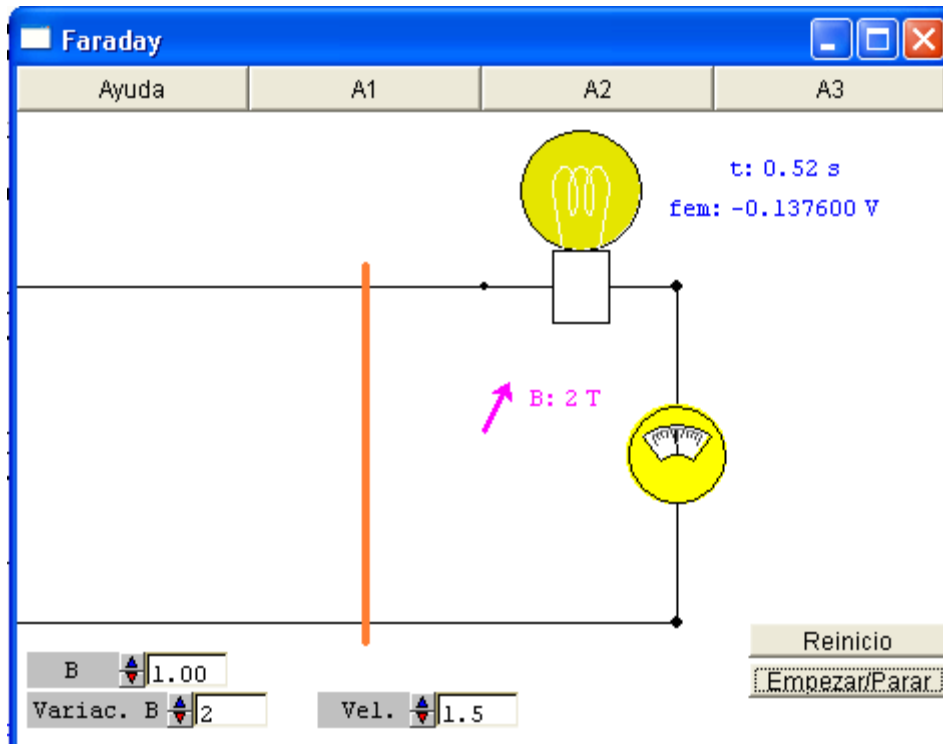 Faraday
Ayuda A1 A2 A3
t: 0.52 s
fem: -0.137600 V
B: 2 T
Reinicio
B 1.00
Empezar/Parar
Variac. B 2 Vel. 1.5